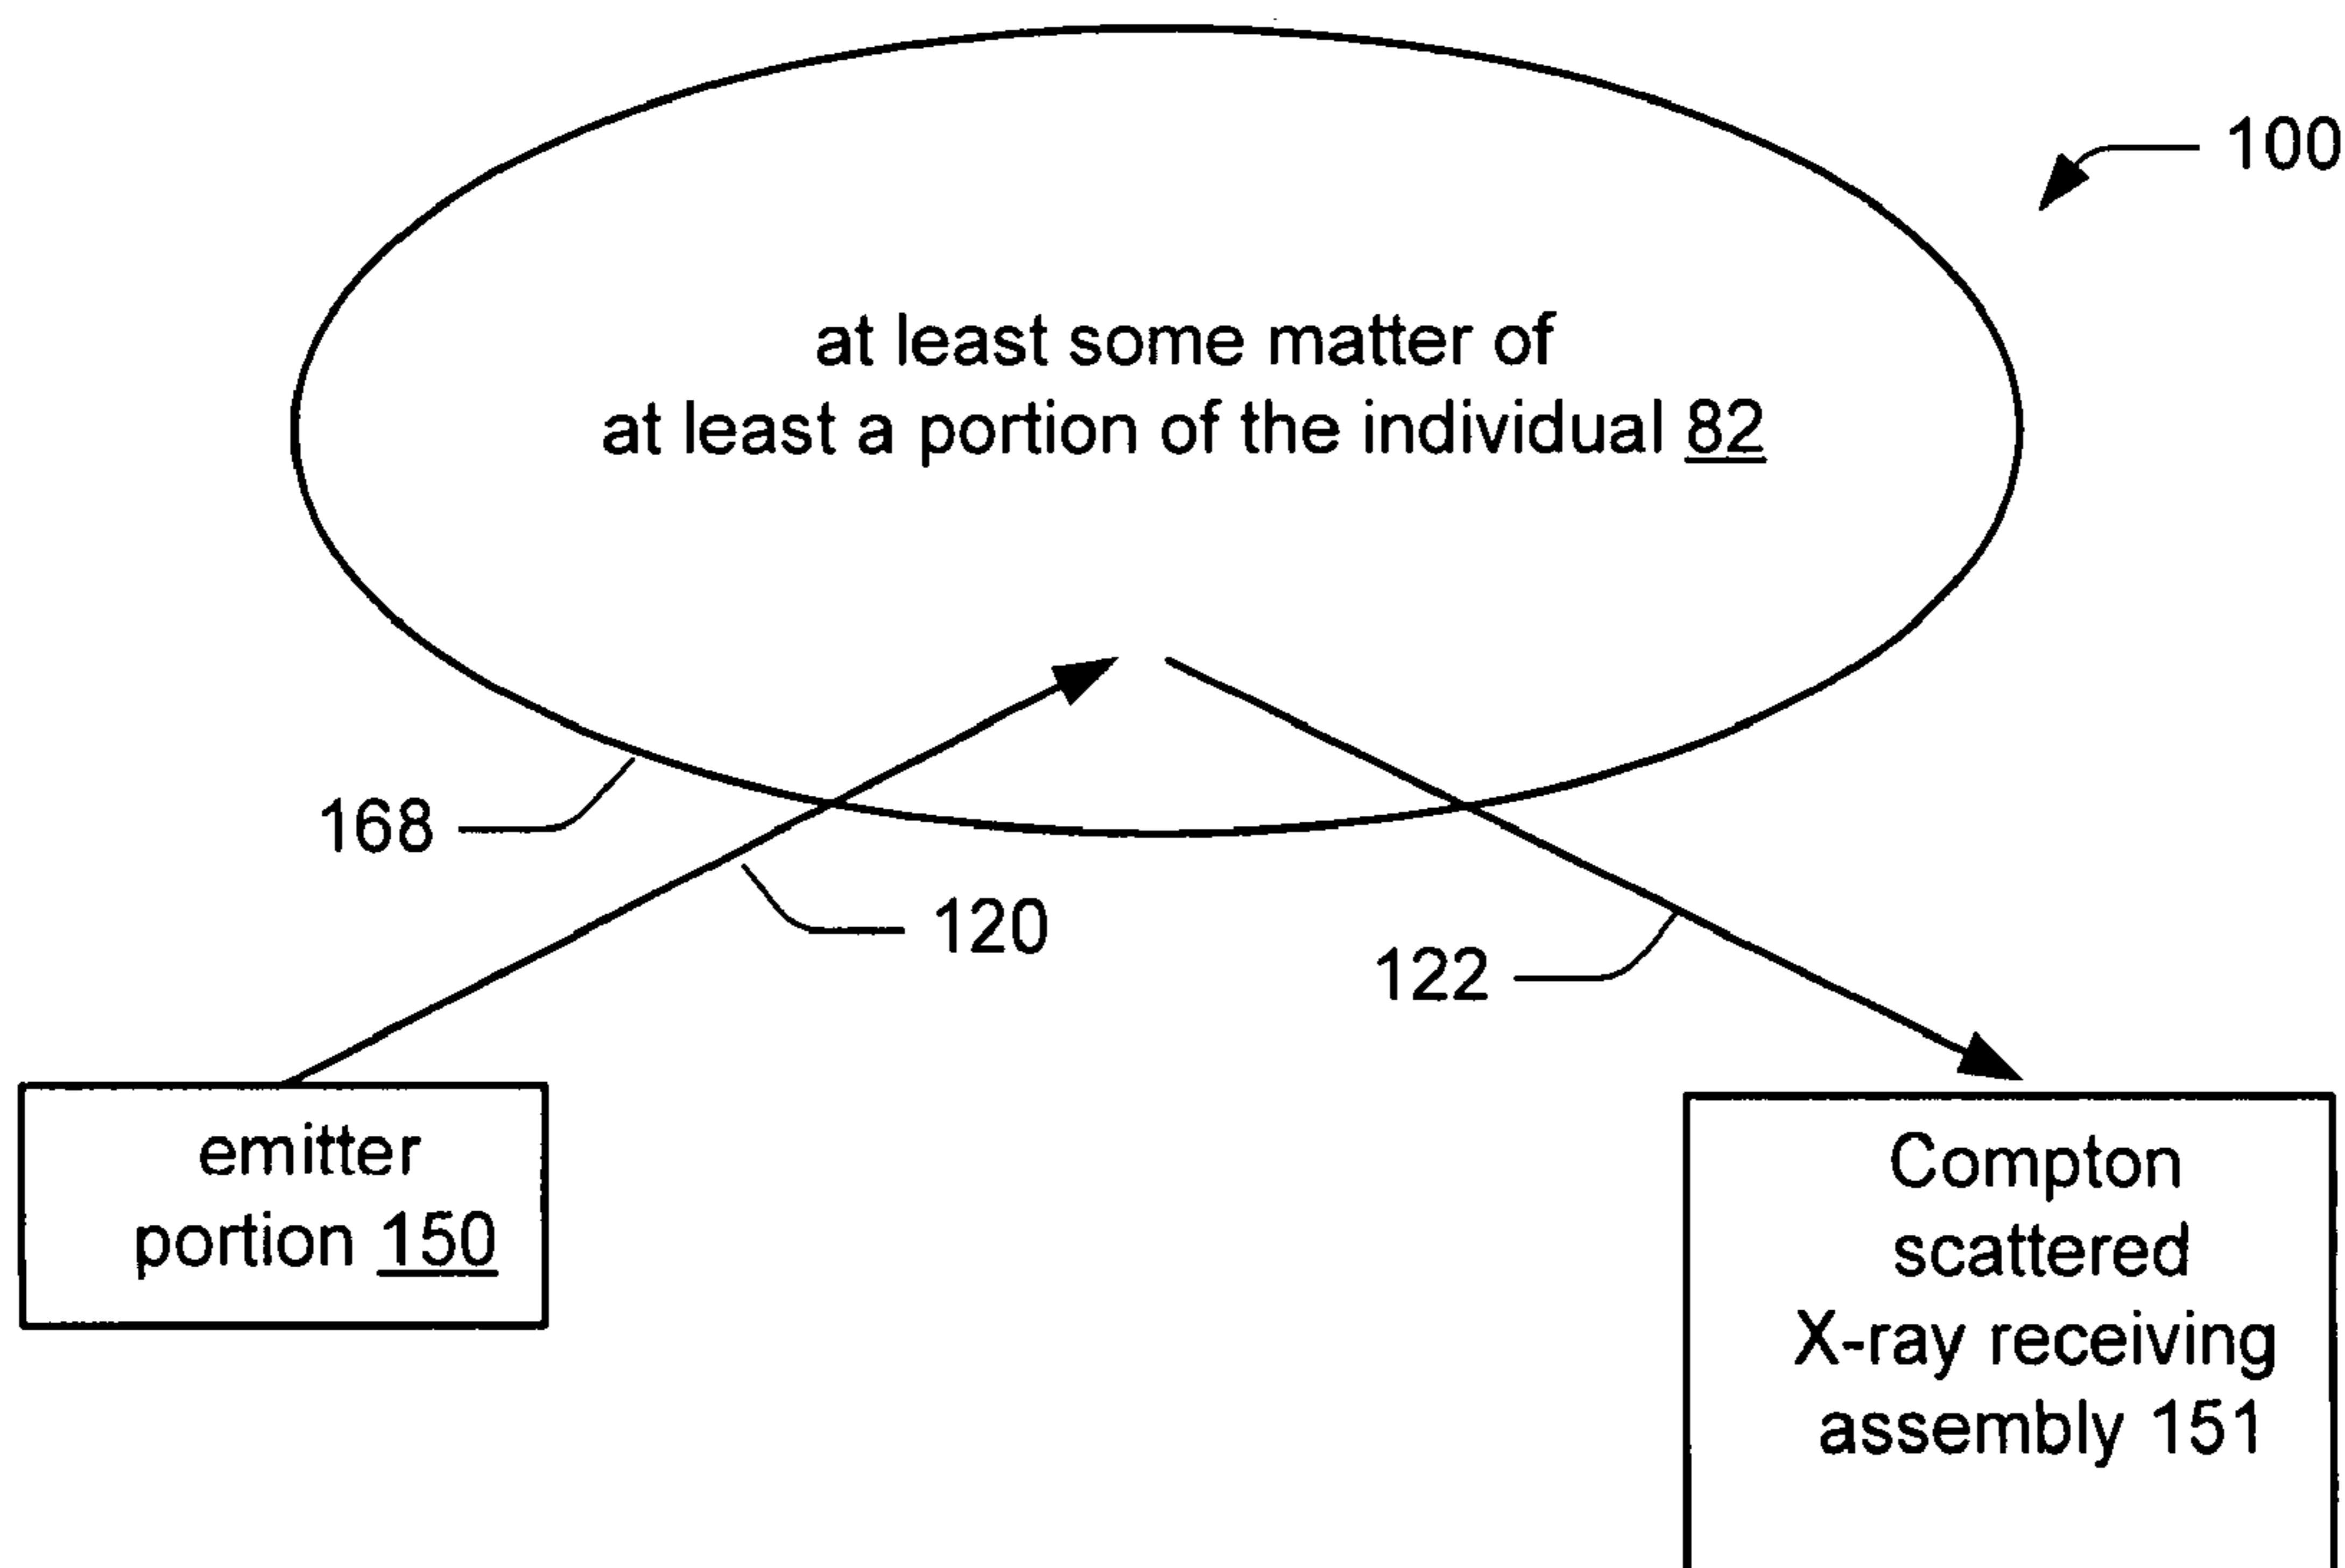 100
at least some matter of
at least a portion of the individual 82
168
120
122
emitter
portion 150
Compton
scattered
X-ray receiving
assembly 151